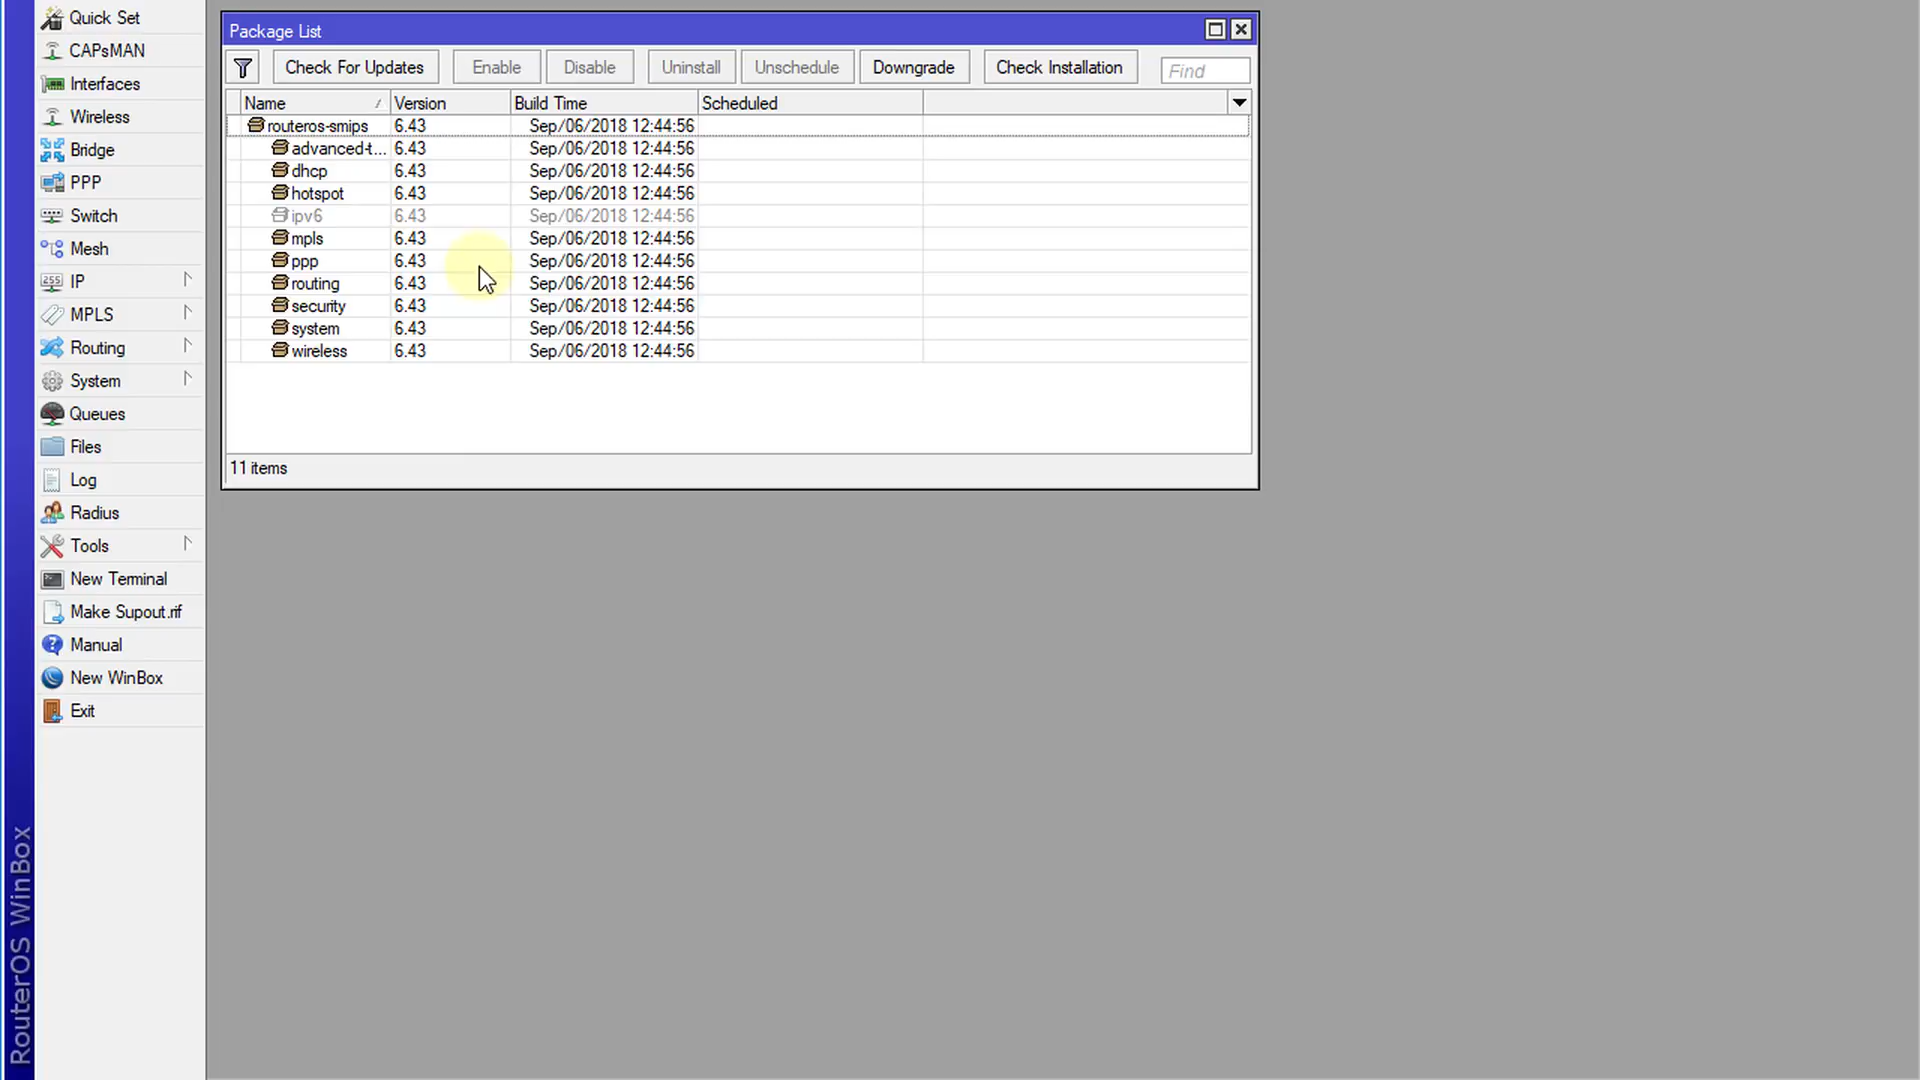 Quick Set
CAPsMAN
Interfaces
Wireless
Bridge
PPP
Switch
Mesh
IP
MPLS
Routing
System
Queues
Files
Log
Radius
Tools
New Terminal
Make Supout.rif
Manual
New WinBox
Exit
RouterOS WinBox
Package List
Check For Updates Enable Disable Uninstall Unschedule Downgrade Check Installation Find
Name Version Build Time Scheduled
routeros-smips 6.43 Sep/06/2018 12:44:56
advanced-t... 6.43 Sep/06/2018 12:44:56
dhcp 6.43 Sep/06/2018 12:44:56
hotspot 6.43 Sep/06/2018 12:44:56
ipv6 6.43 Sep/06/2018 12:44:56
mpls 6.43 Sep/06/2018 12:44:56
ppp 6.43 Sep/06/2018 12:44:56
routing 6.43 Sep/06/2018 12:44:56
security 6.43 Sep/06/2018 12:44:56
system 6.43 Sep/06/2018 12:44:56
wireless 6.43 Sep/06/2018 12:44:56
11 items